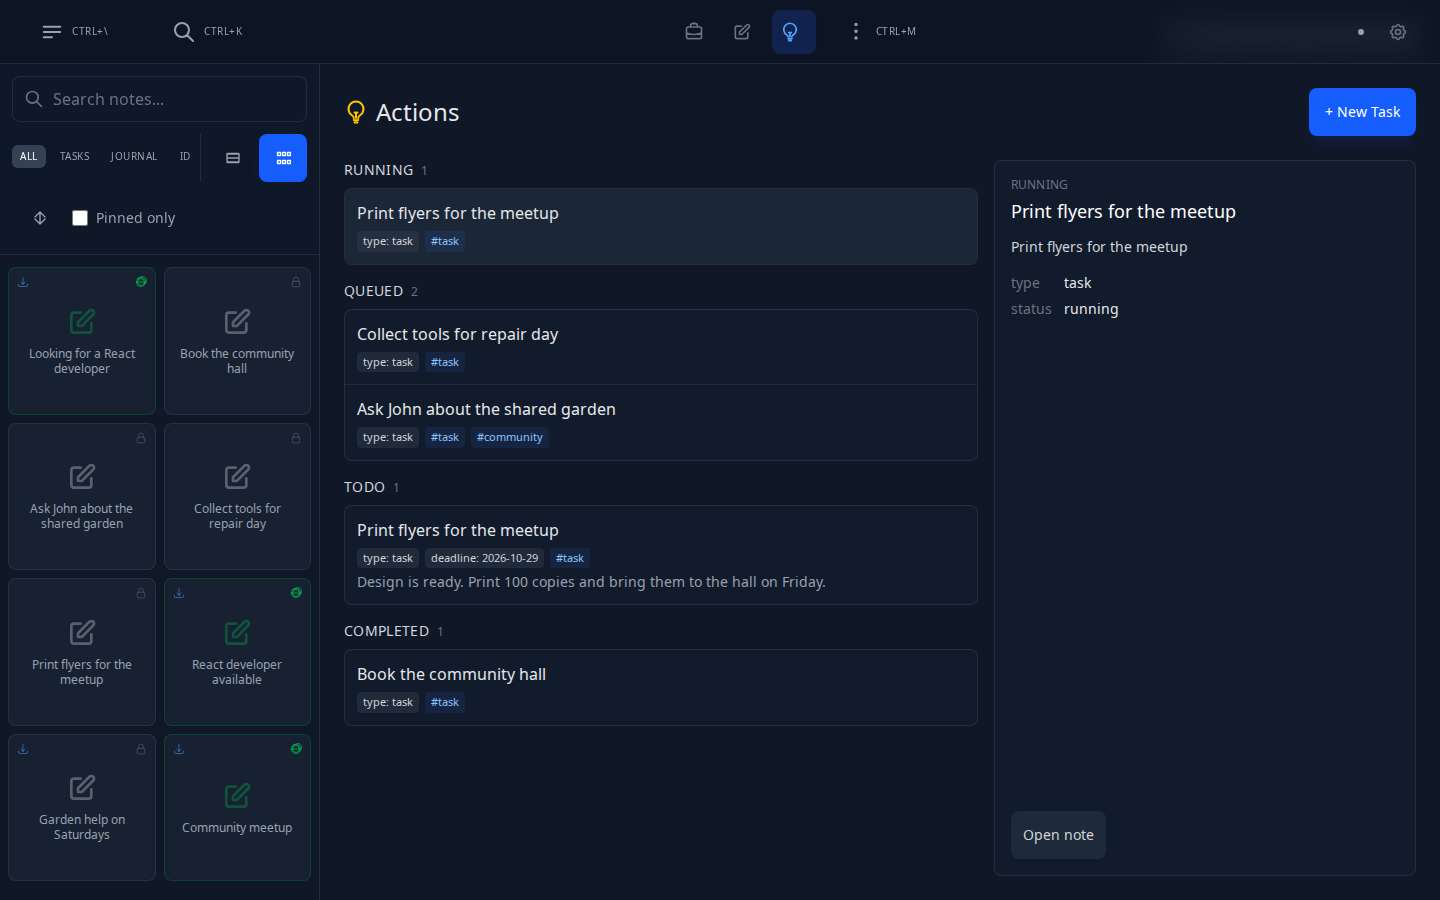 CTRL+\
CTRL+K
CTRL+M
Search notes...
ALL TASKS JOURNAL ID
Pinned only
Looking for a React
developer
Book the community
hall
Ask John about the
shared garden
Collect tools for
repair day
Print flyers for the
meetup
React developer
available
Garden help on
Saturdays
Community meetup
Actions
+ New Task
RUNNING 1
Print flyers for the meetup
type: task #task
QUEUED 2
Collect tools for repair day
type: task #task
Ask John about the shared garden
type: task #task #community
TODO 1
Print flyers for the meetup
type: task deadline: 2026-10-29 #task
Design is ready. Print 100 copies and bring them to the hall on Friday.
COMPLETED 1
Book the community hall
type: task #task
RUNNING
Print flyers for the meetup
Print flyers for the meetup
type task
status running
Open note